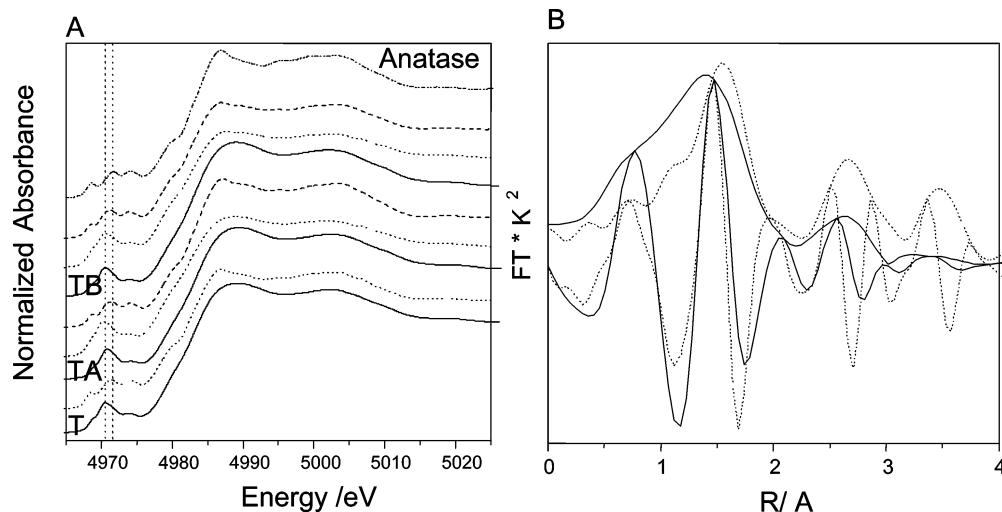 A
Anatase
TB
TA
T
Normalized Absorbance
4970 4980 4990 5000 5010 5020
Energy /eV
B
FT * K 2
0 1 2 3 4
R/ A